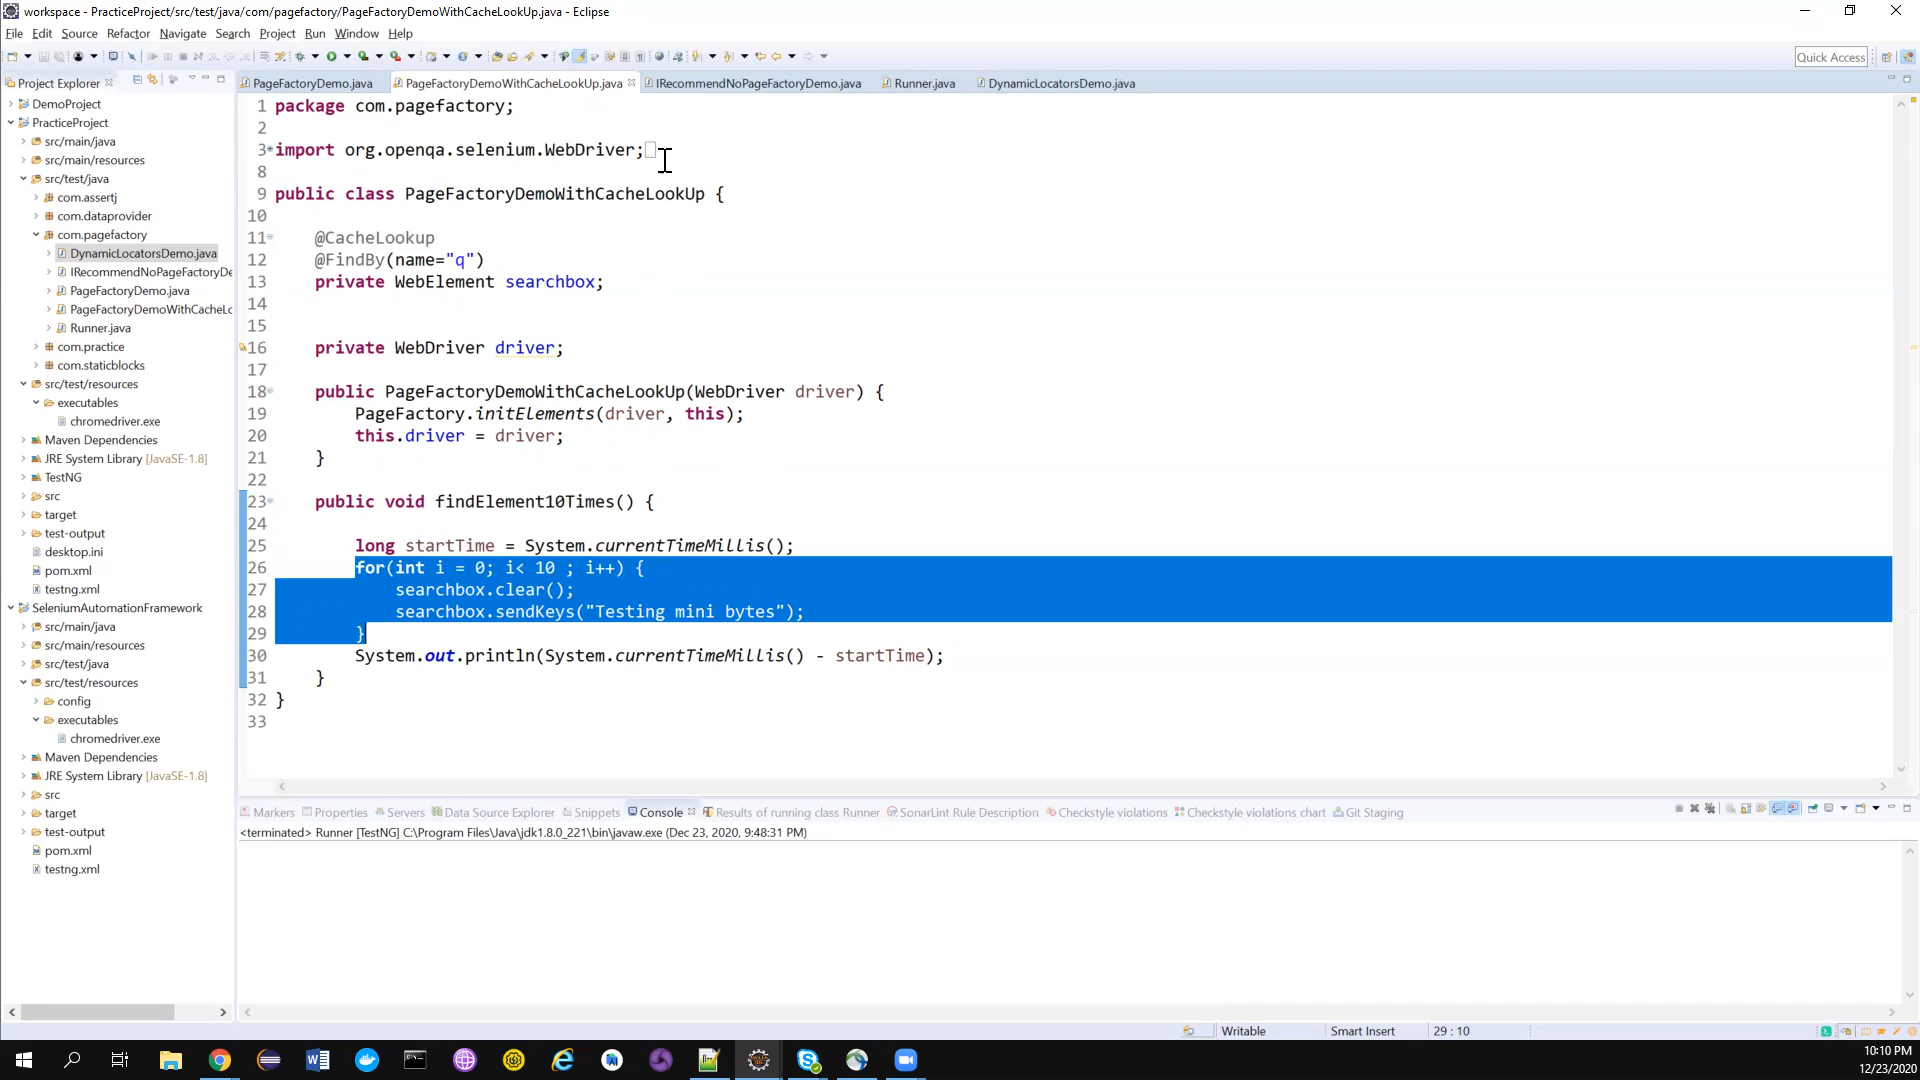 workspace - PracticeProject/src/test/java/com/pagefactory/PageFactoryDemoWithCacheLookUp.java - Eclipse
File Edit Source Refactor Navigate Search Project Run Window Help
Quick Access
Project Explorer
PageFactoryDemo.java PageFactoryDemoWithCacheLookUp.java IRecommendNoPageFactoryDemo.java Runner.java DynamicLocatorsDemo.java
DemoProject
PracticeProject
src/main/java
src/main/resources
src/test/java
com.assertj
com.dataprovider
com.pagefactory
DynamicLocatorsDemo.java
IRecommendNoPageFactoryDe
PageFactoryDemo.java
PageFactoryDemoWithCacheLc
Runner.java
com.practice
com.staticblocks
src/test/resources
executables
chromedriver.exe
Maven Dependencies
JRE System Library [JavaSE-1.8]
TestNG
src
target
test-output
desktop.ini
pom.xml
testng.xml
SeleniumAutomationFramework
src/main/java
src/main/resources
src/test/java
src/test/resources
config
executables
chromedriver.exe
Maven Dependencies
JRE System Library [JavaSE-1.8]
src
target
test-output
pom.xml
testng.xml
1 package com.pagefactory;
2
3 import org.openqa.selenium.WebDriver;
8
9 public class PageFactoryDemoWithCacheLookUp {
10
11 @CacheLookup
12 @FindBy(name="q")
13 private WebElement searchbox;
14
15
16 private WebDriver driver;
17
18 public PageFactoryDemoWithCacheLookUp(WebDriver driver) {
19 PageFactory.initElements(driver, this);
20 this.driver = driver;
21 }
22
23 public void findElement10Times() {
24
25 long startTime = System.currentTimeMillis();
26 for(int i = 0; i< 10 ; i++) {
27 searchbox.clear();
28 searchbox.sendKeys("Testing mini bytes");
29 }
30 System.out.println(System.currentTimeMillis() - startTime);
31 }
32 }
33
Markers Properties Servers Data Source Explorer Snippets Console Results of running class Runner SonarLint Rule Description Checkstyle violations Checkstyle violations chart Git Staging
<terminated> Runner [TestNG] C:\Program Files\Java\jdk1.8.0_221\bin\javaw.exe (Dec 23, 2020, 9:48:31 PM)
Writable Smart Insert 29 : 10
10:10 PM
12/23/2020